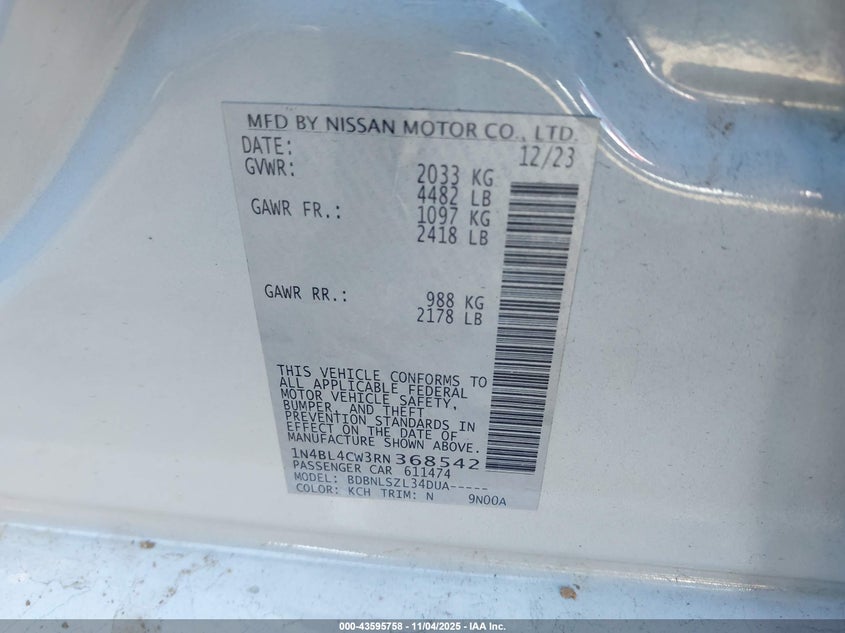 MFD BY NISSAN MOTOR CO., LTD.
DATE: 12/23
GVWR: 2033 KG
4482 LB
GAWR FR.: 1097 KG
2418 LB
GAWR RR.: 988 KG
2178 LB
THIS VEHICLE CONFORMS TO
ALL APPLICABLE FEDERAL
MOTOR VEHICLE SAFETY,
BUMPER, AND THEFT
PREVENTION STANDARDS IN
EFFECT ON THE DATE OF
MANUFACTURE SHOWN ABOVE.
1N4BL4CW3RN368542
PASSENGER CAR 611474
MODEL: BDBNLSZL34DUA-----
COLOR: KCH TRIM: N 9N00A
000-43595758 - 11/04/2025 - IAA Inc.